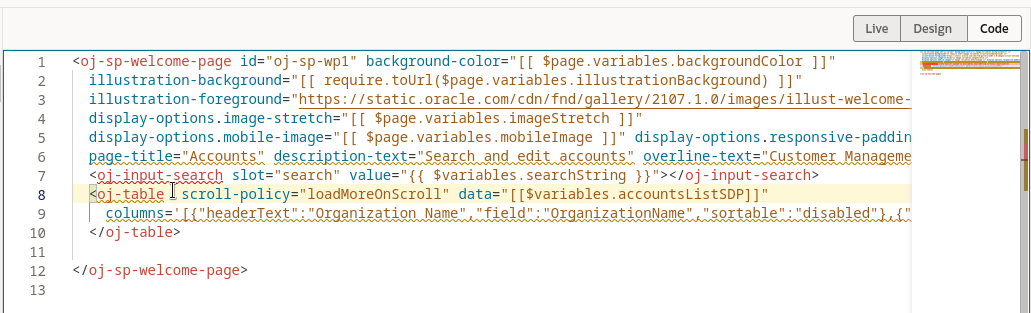 Live Design Code
1 <oj-sp-welcome-page id="oj-sp-wp1" background-color="[[ $page.variables.backgroundColor ]]"
2 illustration-background="[[ require.toUrl($page.variables.illustrationBackground) ]]"
3 illustration-foreground="https://static.oracle.com/cdn/fnd/gallery/2107.1.0/images/illust-welcome-
4 display-options.image-stretch="[[ $page.variables.imageStretch ]]"
5 display-options.mobile-image="[[ $page.variables.mobileImage ]]" display-options.responsive-paddin
6 page-title="Accounts" description-text="Search and edit accounts" overline-text="Customer Manageme
7 <oj-input-search slot="search" value="{{ $variables.searchString }}"></oj-input-search>
8 <oj-table scroll-policy="loadMoreOnScroll" data="[[$variables.accountsListSDP]]"
9 columns='[{"headerText":"Organization Name","field":"OrganizationName","sortable":"disabled"},{"
10 </oj-table>
11
12 </oj-sp-welcome-page>
13